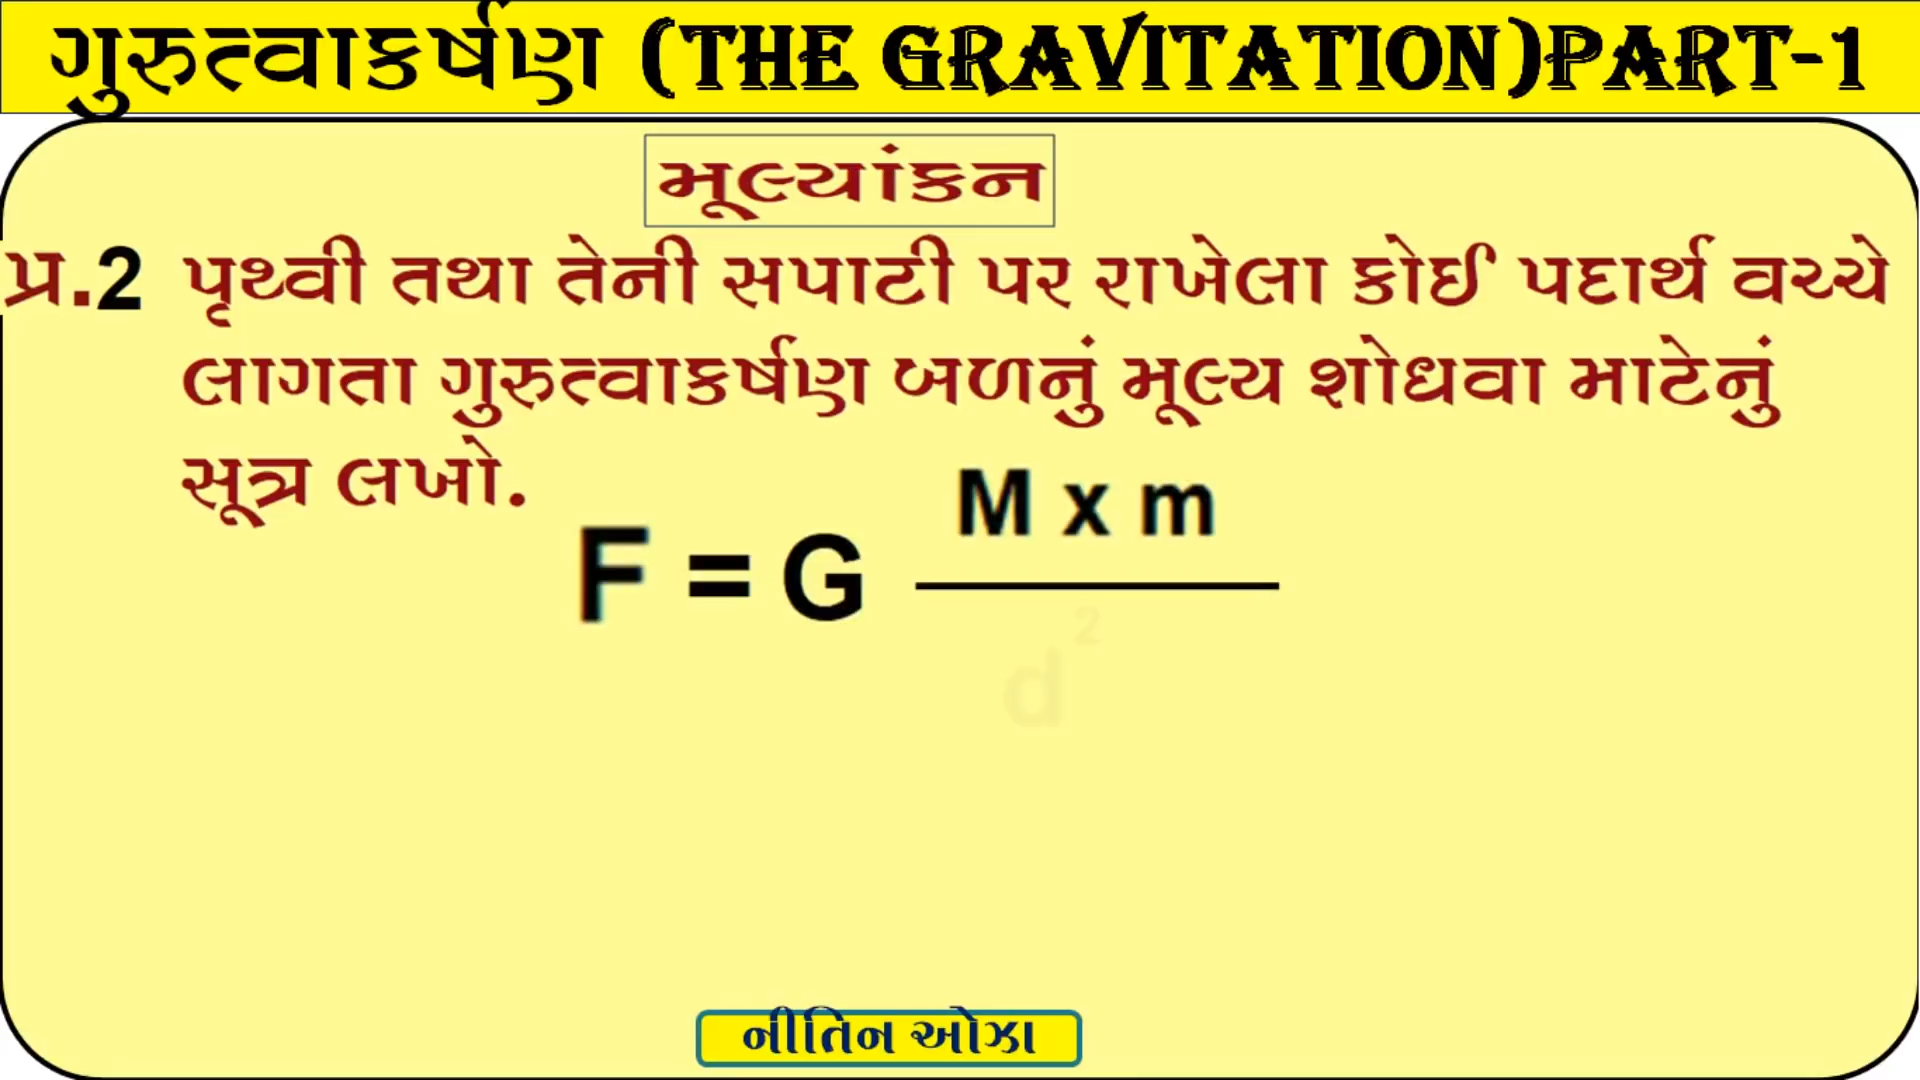 ગુરુત્વાકર્ષણ (THE GRAVITATION)PART-1
મૂલ્યાંકન
પ્ર.2 પૃથ્વી તથા તેની સપાટી પર રાખેલા કોઈ પદાર્થ વચ્ચે
લાગતા ગુરુત્વાકર્ષણ બળનું મૂલ્ય શોધવા માટેનું
સૂત્ર લખો.
M x m
F = G
d²
નીતિન ઓઝા